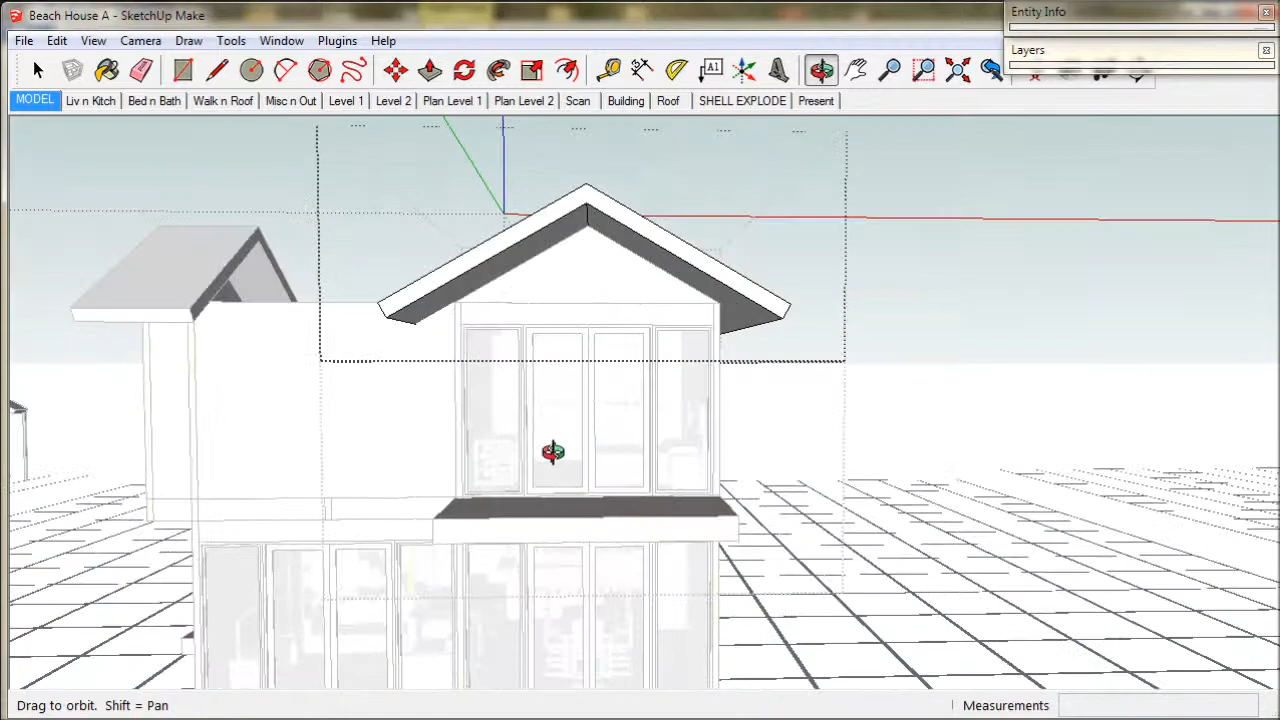 Beach House A - SketchUp Make
Entity Info
File Edit View Camera Draw Tools Window Plugins Help
Layers
A1
MODEL Liv n Kitch Bed n Bath Walk n Roof Misc n Out Level 1 Level 2 Plan Level 1 Plan Level 2 Scan Building Roof SHELL EXPLODE Present
Drag to orbit. Shift = Pan
Measurements